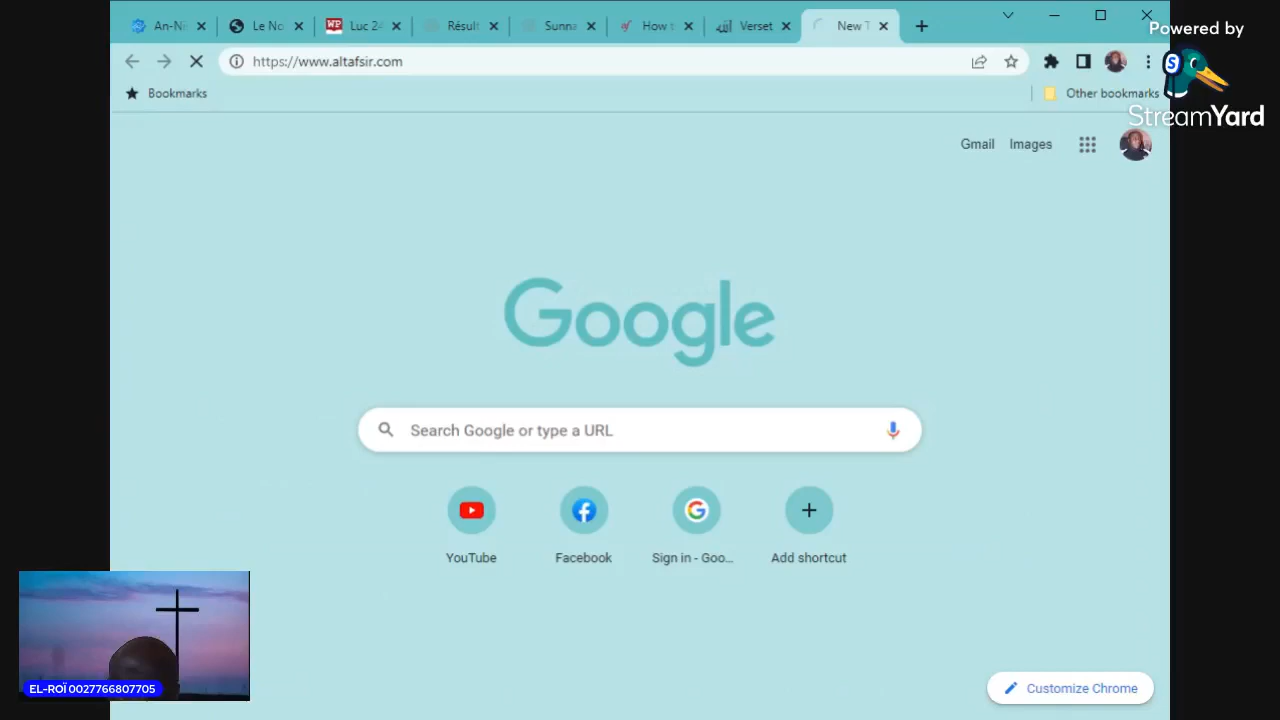 An-Ni
Le No
Luc 24
Résult
Sunna
How t
Verset
New T
https://www.altafsir.com
Bookmarks
Other bookmarks
Powered by
StreamYard
Gmail
Images
Google
Search Google or type a URL
YouTube
Facebook
Sign in - Goo...
Add shortcut
EL-ROÏ 0027766807705
Customize Chrome